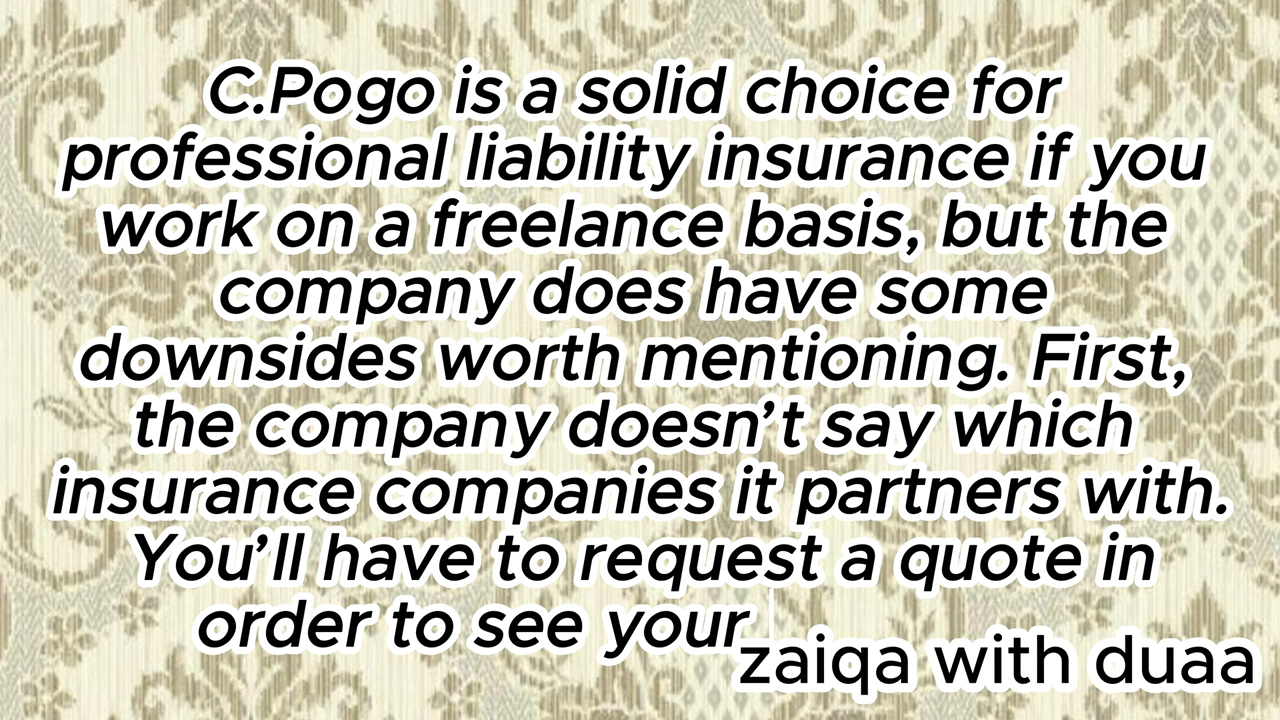 C.Pogo is a solid choice for
professional liability insurance if you
work on a freelance basis, but the
company does have some
downsides worth mentioning. First,
the company doesn’t say which
insurance companies it partners with.
You’ll have to request a quote in
order to see your
zaiqa with duaa